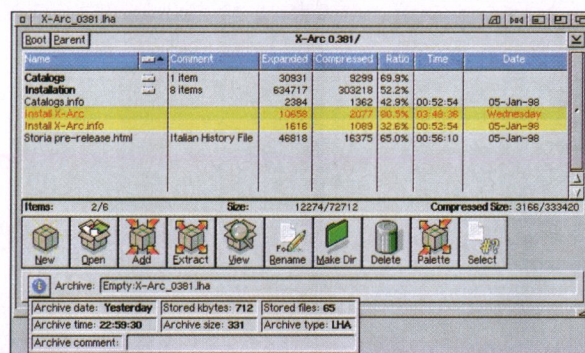 X-Arc_0381.lha
Root Parent X-Arc 0.381/
Name Comment Expanded Compressed Ratio Time Date
Catalogs 1 item 30931 9299 69.9%
Installation 8 items 634717 303218 52.2%
Catalogs.info 2384 1362 42.9% 00:52:54 05-Jan-98
Install X-Arc 10658 2077 80.5% 03:48:36 Wednesday
Install X-Arc.info 1616 1089 32.6% 00:52:54 05-Jan-98
Storia pre-release.html Italian History File 46818 16375 65.0% 00:56:10 05-Jan-98
Items: 2/6 Size: 12274/72712 Compressed Size: 3166/333420
New Open Add Extract View Rename Make Dir Delete Palette Select
Archive: Empty:X-Arc_0381.lha
Archive date: Yesterday Stored kbytes: 712 Stored files: 65
Archive time: 22:59:30 Archive size: 331 Archive type: LHA
Archive comment: